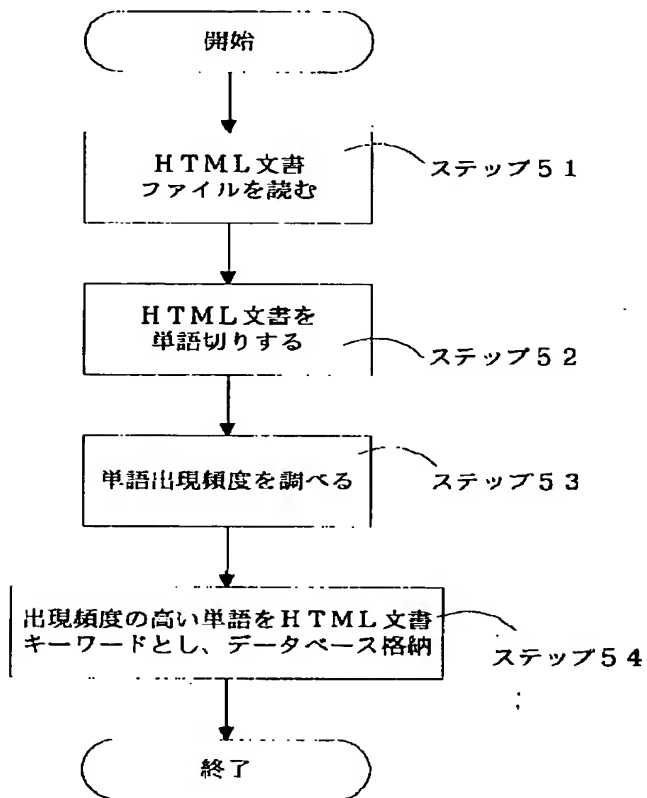 開始
HTML文書
ファイルを読む
ステップ51
HTML文書を
単語切りする
ステップ52
単語出現頻度を調べる
ステップ53
出現頻度の高い単語をHTML文書
キーワードとし、データベース格納
ステップ54
終了